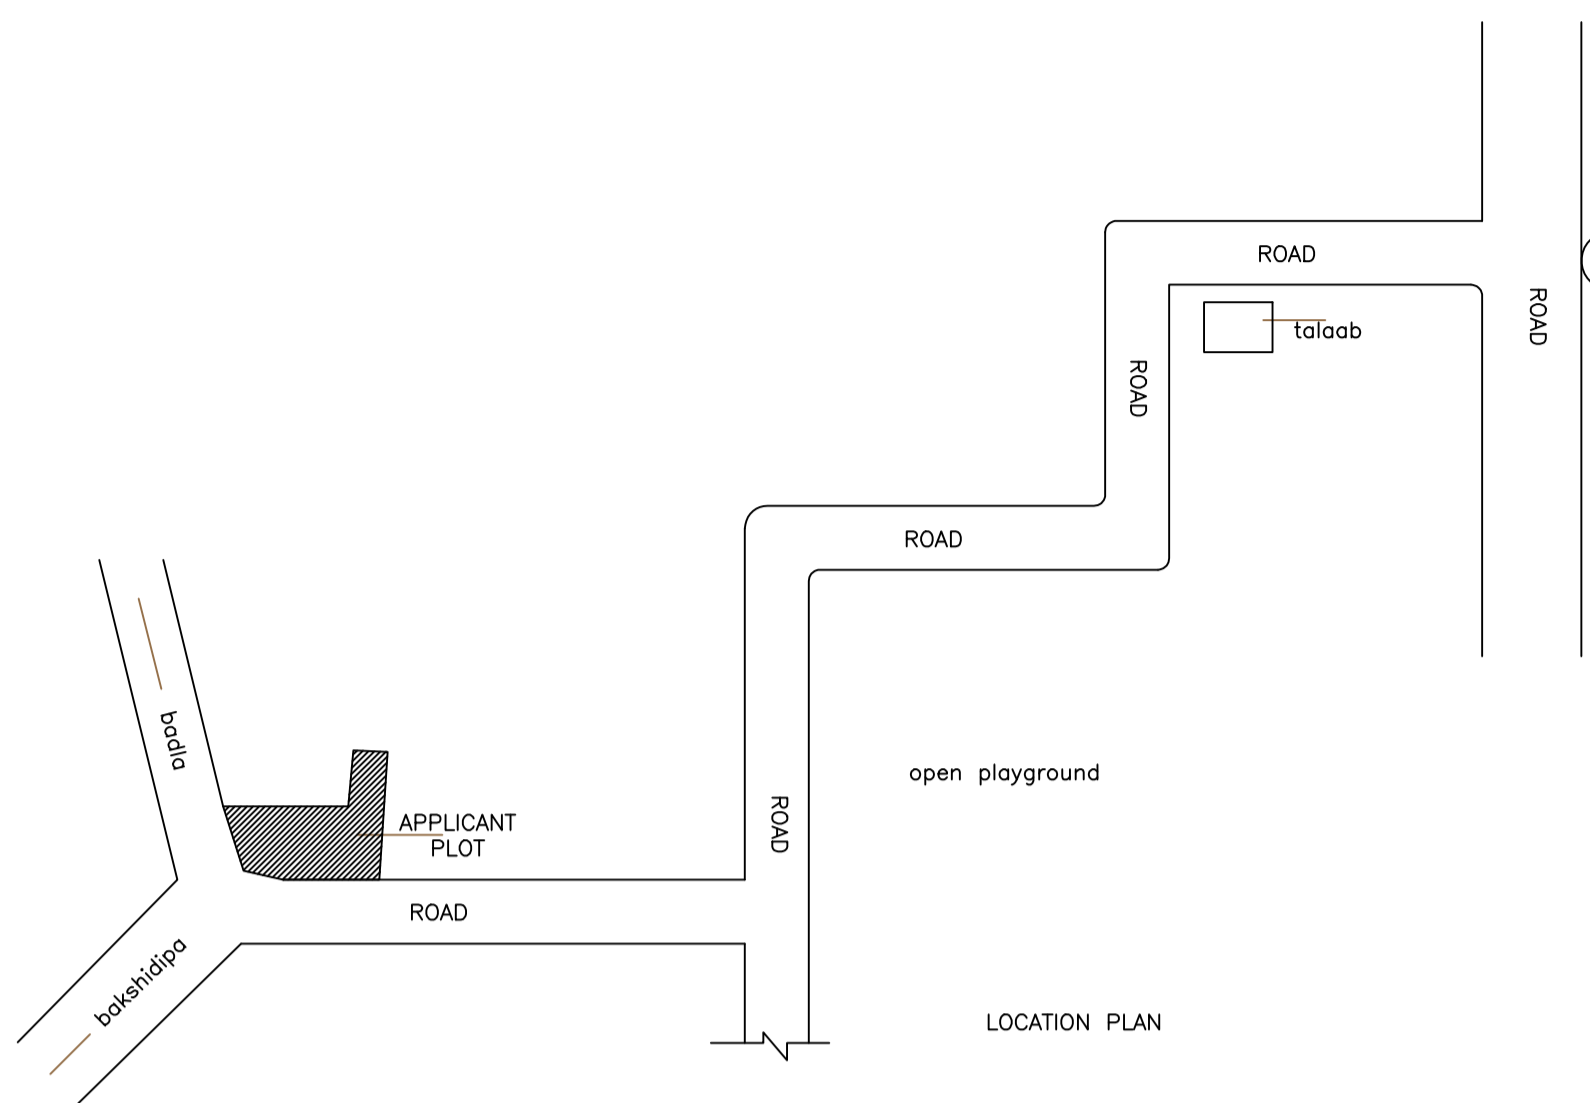 ROAD
ROAD
talaab
ROAD
ROAD
badla
open playground
APPLICANT
PLOT
ROAD
ROAD
bakshidipa
LOCATION PLAN